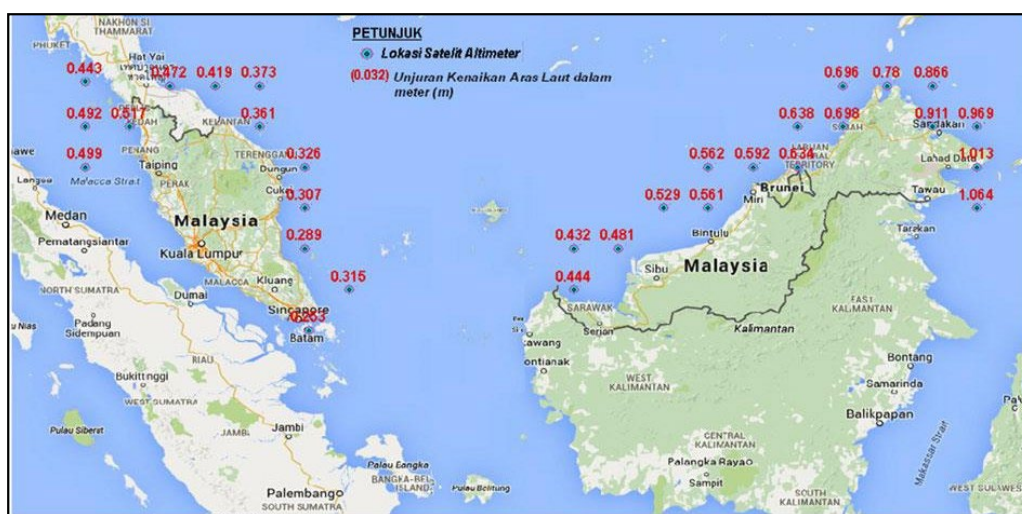 NAKHON SI
THAMMARAT
PHUKET
Hat Yai
0.443
0.472
0.419
0.373
0.492
0.517
KEDAH
KELANTAN
0.361
0.499
PENANG
Taiping
Malacca Strait
PERAK
TERENGGANU
0.326
Dungun
0.307
Langsa
Medan
Pematangsiantar
Malaysia
Kuala Lumpur
0.289
MALACCA
Kluang
0.315
Singapore
Batam
NORTH SUMATRA
Dumai
Padang
Sidempuan
RIAU
Bukittinggi
WEST SUMATRA
Pulau Siberut
JAMBI
Jambi
Palembang
SOUTH SUMATRA
Pulau Bangka
BANGKA-BEL
ISLAND
Pulau Belitung
PETUNJUK
Lokasi Satelit Altimeter
(0.032) Unjuran Kenaikan Aras Laut dalam
meter (m)
0.696
0.78
0.866
0.638
0.698
0.911
0.969
SABAH
Sandakan
0.562
0.592
0.634
TERRITORY
Lahad Datu
1.013
0.529
0.561
Miri
Brunei
Tawau
1.064
Tarakan
0.432
0.481
Bintulu
0.444
Sibu
Malaysia
SARAWAK
Serian
Kalimantan
EAST
KALIMANTAN
WEST
KALIMANTAN
Bontang
Samarinda
Balikpapan
CENTRAL
KALIMANTAN
Palangka Raya
Sampit
SOUTH
KALIMANTAN
Makassar Strait
WEST SULAWES